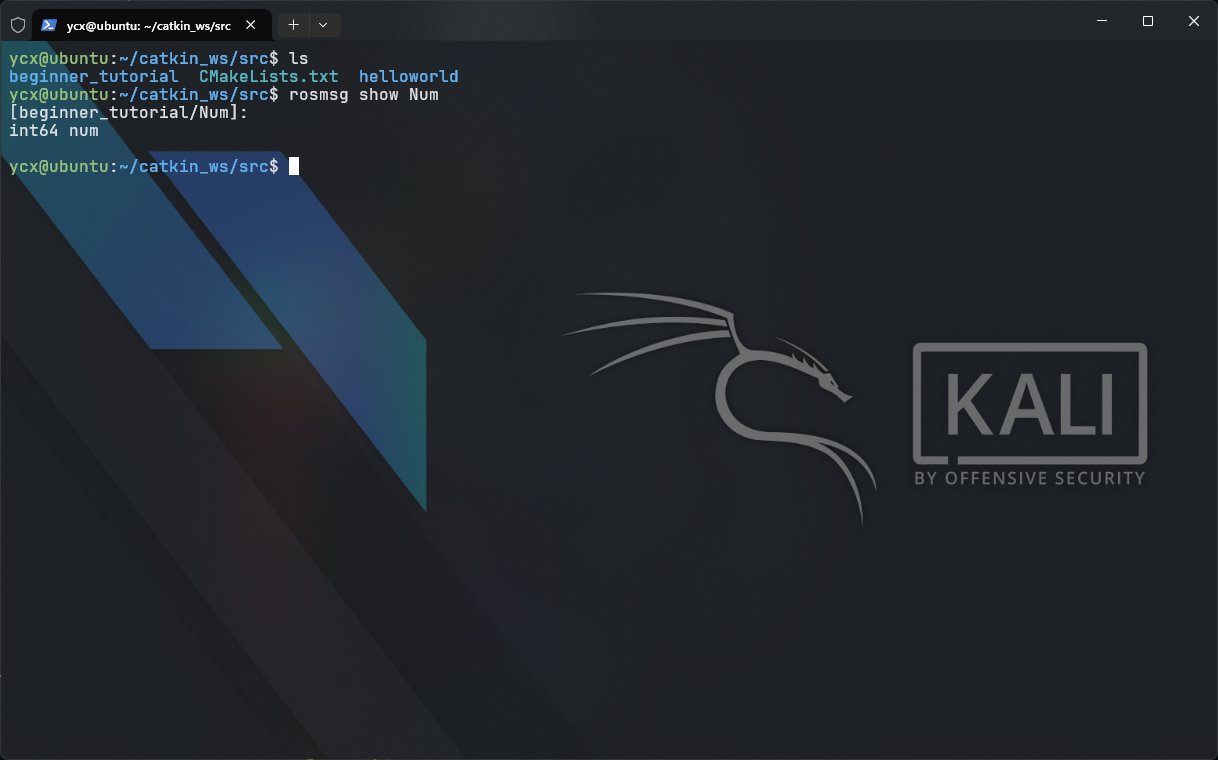 ycx@ubuntu: ~/catkin_ws/src
ycx@ubuntu:~/catkin_ws/src$ ls
beginner_tutorial  CMakeLists.txt  helloworld
ycx@ubuntu:~/catkin_ws/src$ rosmsg show Num
[beginner_tutorial/Num]:
int64 num
ycx@ubuntu:~/catkin_ws/src$
KALI
BY OFFENSIVE SECURITY